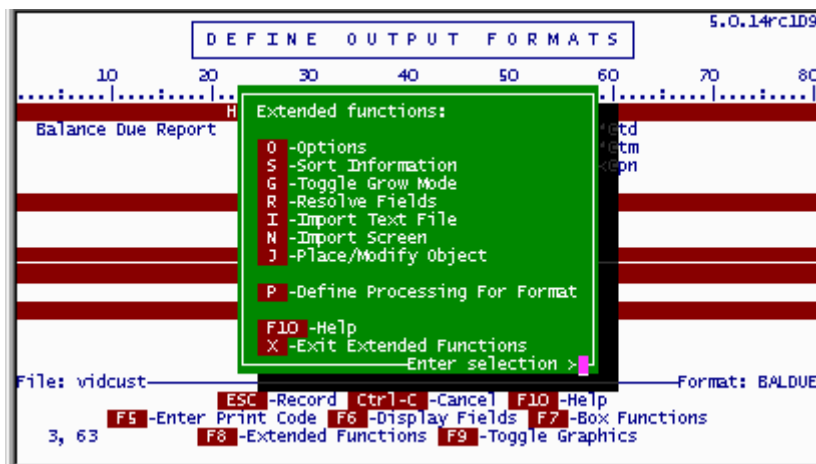 5.0.14rc1D9
DEFINE OUTPUT FORMATS
10 20 30 40 50 60 70 80
H
Extended functions:
Balance Due Report *@td
O -Options *@tm
S -Sort Information <@pn
G -Toggle Grow Mode
R -Resolve Fields
I -Import Text File
N -Import Screen
J -Place/Modify Object
P -Define Processing For Format
F10 -Help
X -Exit Extended Functions
Enter selection >
File: vidcust Format: BALDUE
ESC -Record Ctrl-C -Cancel F10 -Help
F5 -Enter Print Code F6 -Display Fields F7 -Box Functions
3, 63 F8 -Extended Functions F9 -Toggle Graphics